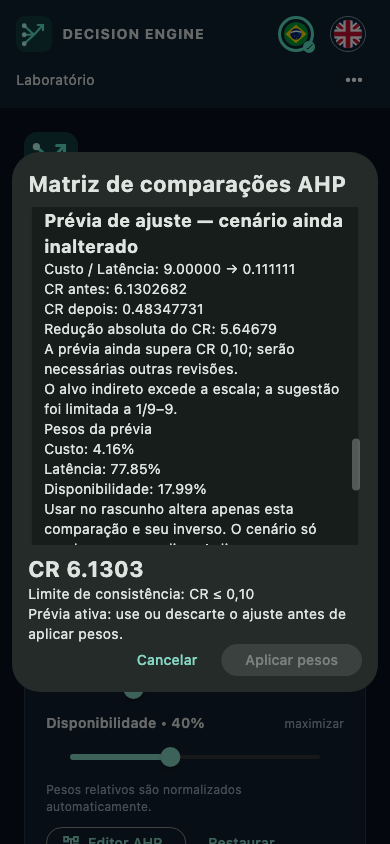 DECISION ENGINE
Laboratório
Matriz de comparações AHP
Prévia de ajuste — cenário ainda
inalterado
Custo / Latência: 9.00000 → 0.111111
CR antes: 6.1302682
CR depois: 0.48347731
Redução absoluta do CR: 5.64679
A prévia ainda supera CR 0,10; serão
necessárias outras revisões.
O alvo indireto excede a escala; a sugestão
foi limitada a 1/9–9.
Pesos da prévia
Custo: 4.16%
Latência: 77.85%
Disponibilidade: 17.99%
Usar no rascunho altera apenas esta
comparação e seu inverso. O cenário só
CR 6.1303
Limite de consistência: CR ≤ 0,10
Prévia ativa: use ou descarte o ajuste antes de
aplicar pesos.
Cancelar
Aplicar pesos
Disponibilidade • 40%
maximizar
Pesos relativos são normalizados
automaticamente.
Editor AHP
Restaurar